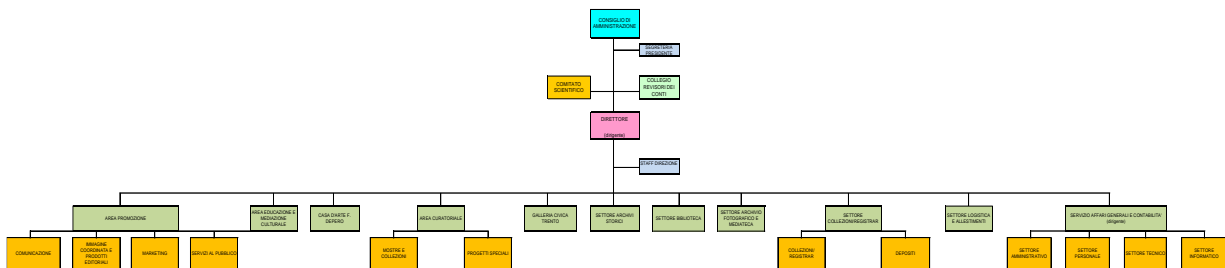 CONSIGLIO DI
AMMINISTRAZIONE
SEGRETERIA
PRESIDENTE
COMITATO
SCIENTIFICO
COLLEGIO
REVISORI DEI
CONTI
DIRETTORE
(dirigente)
STAFF DIREZIONE
AREA PROMOZIONE
AREA EDUCAZIONE E
MEDIAZIONE
CULTURALE
CASA D'ARTE F.
DEPERO
AREA CURATORIALE
GALLERIA CIVICA
TRENTO
SETTORE ARCHIVI
STORICI
SETTORE BIBLIOTECA
SETTORE ARCHIVIO
FOTOGRAFICO E
MEDIATECA
SETTORE
COLLEZIONI/REGISTRAR
SETTORE LOGISTICA
E ALLESTIMENTI
SERVIZIO AFFARI GENERALI E CONTABILITA'
(dirigente)
COMUNICAZIONE
IMMAGINE
COORDINATA E
PRODOTTI
EDITORIALI
MARKETING
SERVIZI AL PUBBLICO
MOSTRE E
COLLEZIONI
PROGETTI SPECIALI
COLLEZIONI/
REGISTRAR
DEPOSITI
SETTORE
AMMINISTRATIVO
SETTORE
PERSONALE
SETTORE TECNICO
SETTORE
INFORMATICO